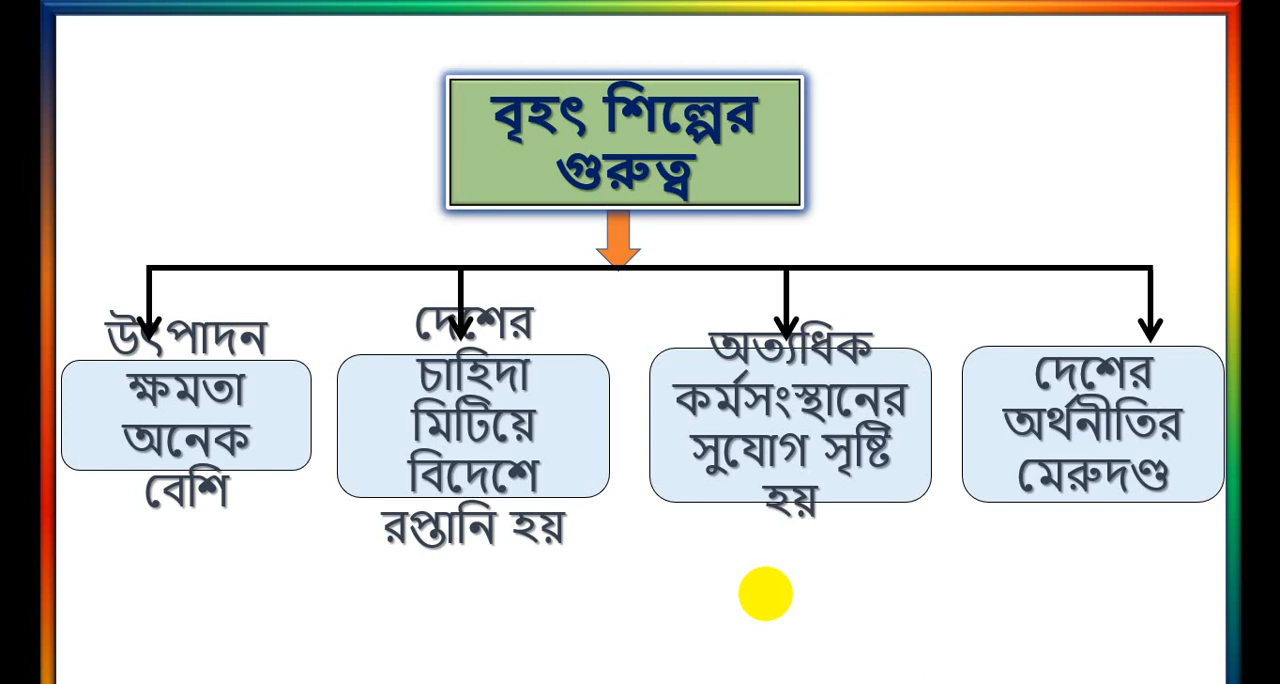 বৃহৎ শিল্পের
গুরুত্ব
উৎপাদন
ক্ষমতা
অনেক
বেশি
দেশের
চাহিদা
মিটিয়ে
বিদেশে
রপ্তানি হয়
অত্যধিক
কর্মসংস্থানের
সুযোগ সৃষ্টি
হয়
দেশের
অর্থনীতির
মেরুদণ্ড